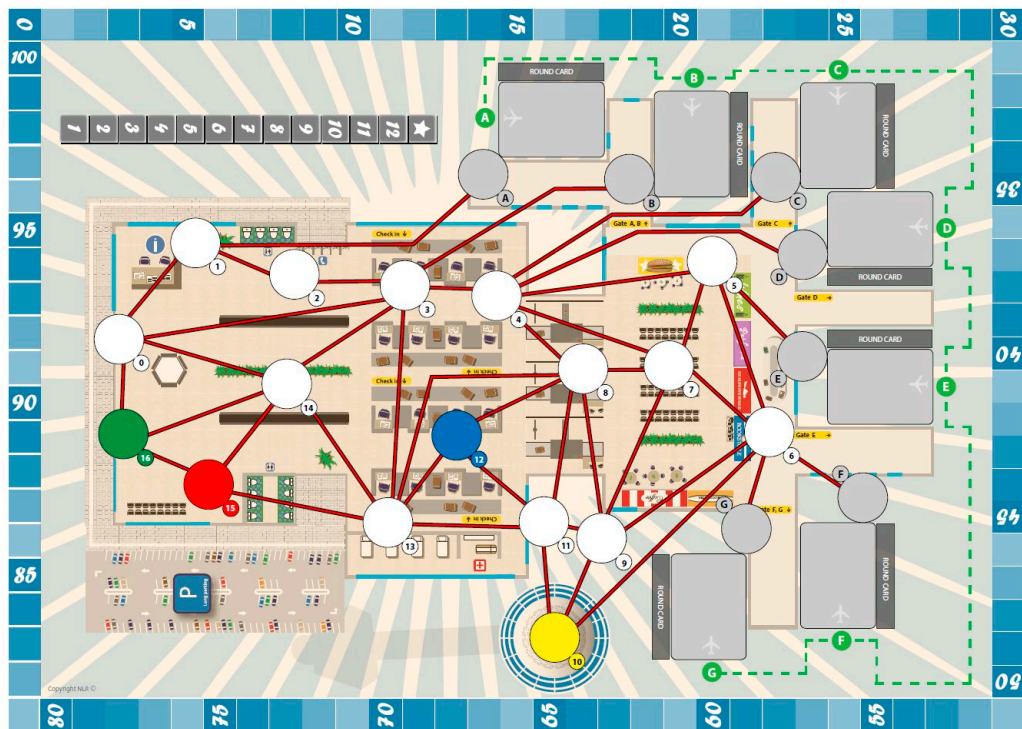 0
5
10
15
20
25
30
100
95
90
85
35
40
45
50
80
75
70
65
60
55
1
2
3
4
5
6
7
8
9
10
11
12
ROUND CARD
A
A
B
ROUND CARD
B
C
ROUND CARD
C
D
ROUND CARD
D
ROUND CARD
E
E
ROUND CARD
F
F
ROUND CARD
G
G
Gate A, B
Gate C
Gate D
Gate E
Gate F, G
Check in
Check in
Check in
Check in
i
0
1
2
3
4
5
6
7
8
9
10
11
12
13
14
15
16
P
Copyright NLR ©